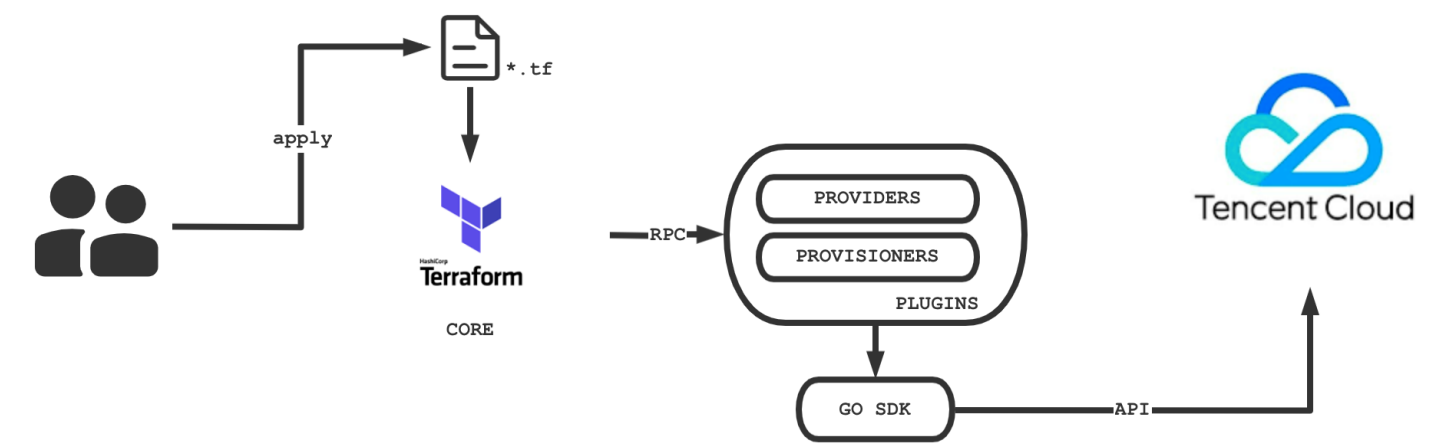 *.tf
apply
HashiCorp
Terraform
CORE
RPC
PROVIDERS
PROVISIONERS
PLUGINS
GO SDK
API
Tencent Cloud